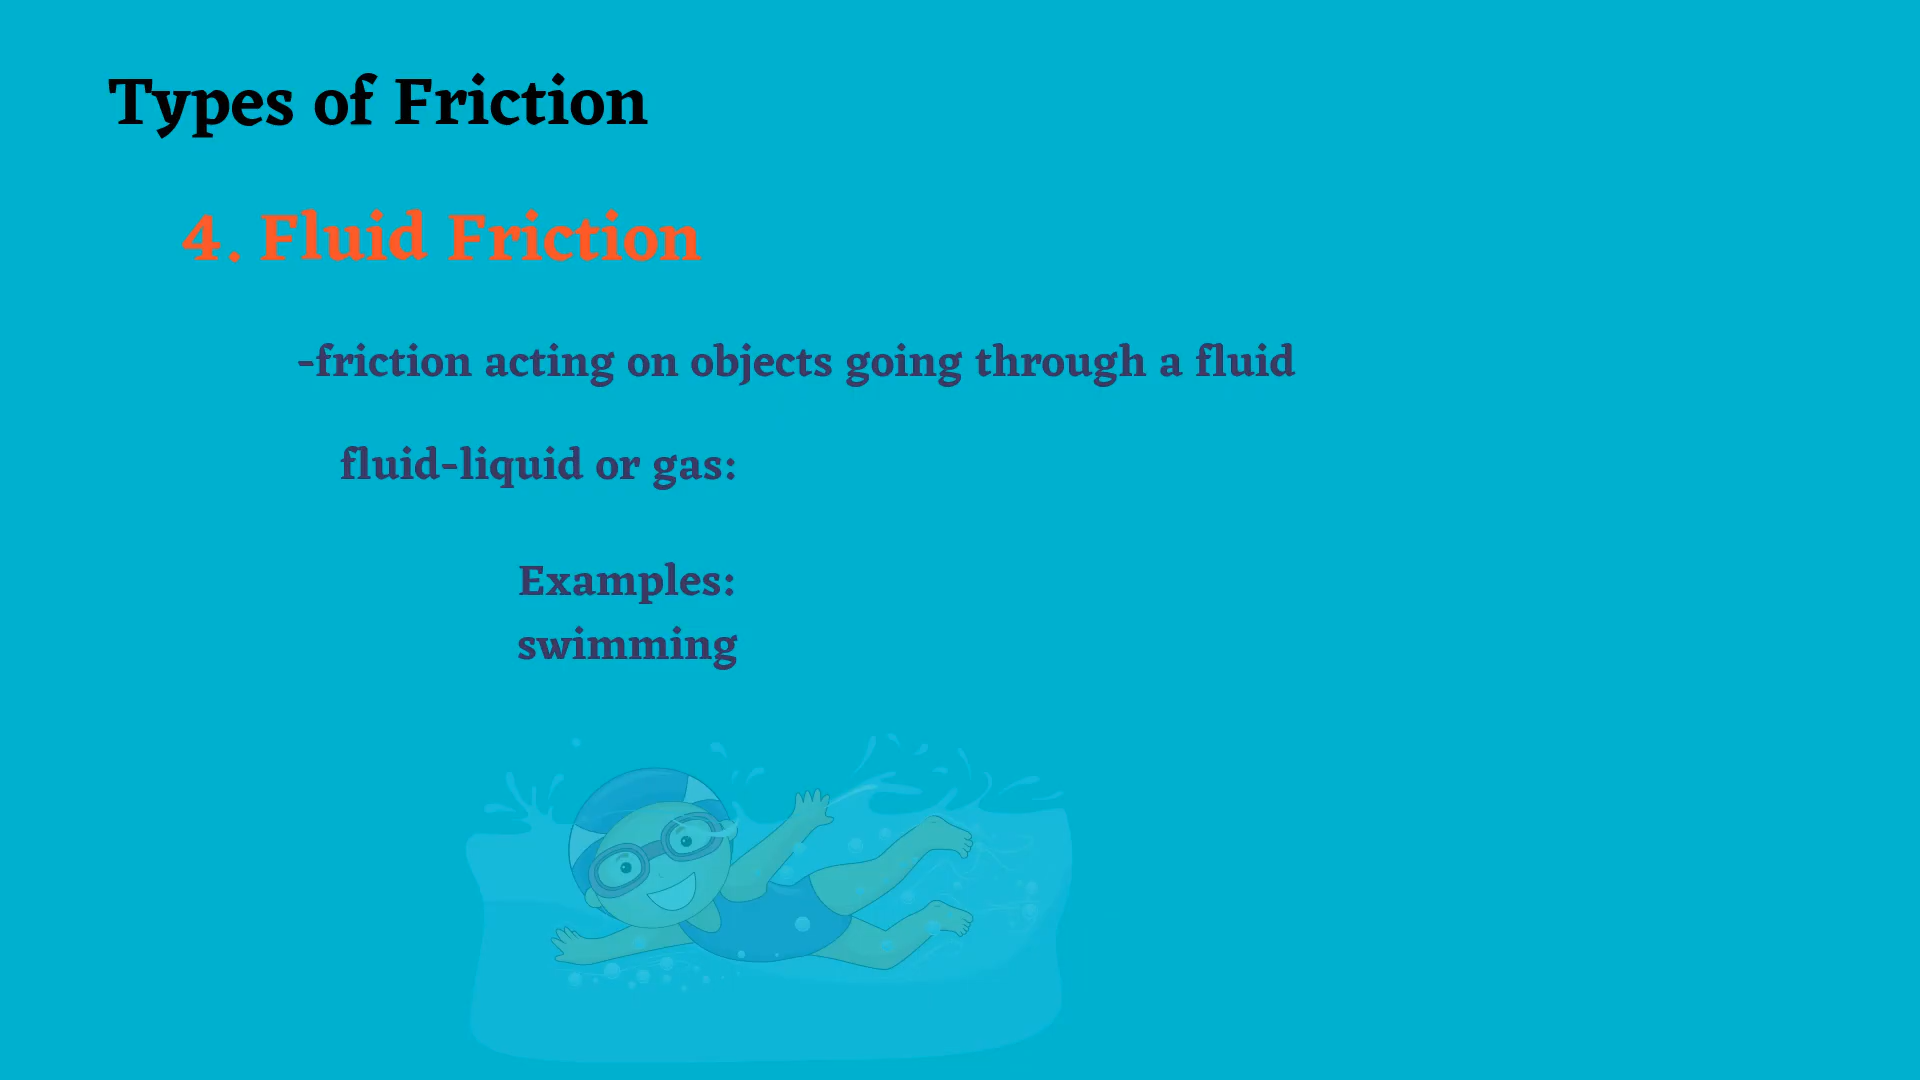 Types of Friction
4. Fluid Friction
-friction acting on objects going through a fluid
fluid-liquid or gas:
Examples:
swimming